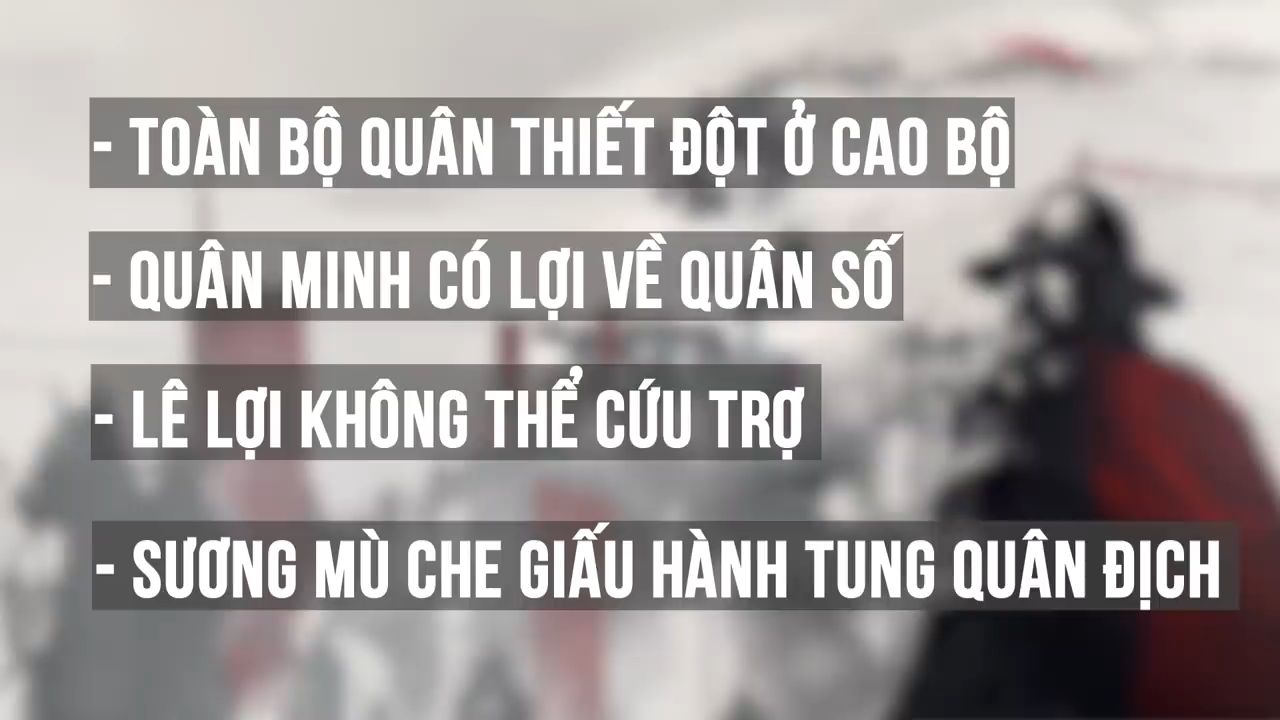 - TOÀN BỘ QUÂN THIẾT ĐỘT Ở CAO BỘ
- QUÂN MINH CÓ LỢI VỀ QUÂN SỐ
- LÊ LỢI KHÔNG THỂ CỨU TRỢ
- SƯƠNG MÙ CHE GIẤU HÀNH TUNG QUÂN ĐỊCH